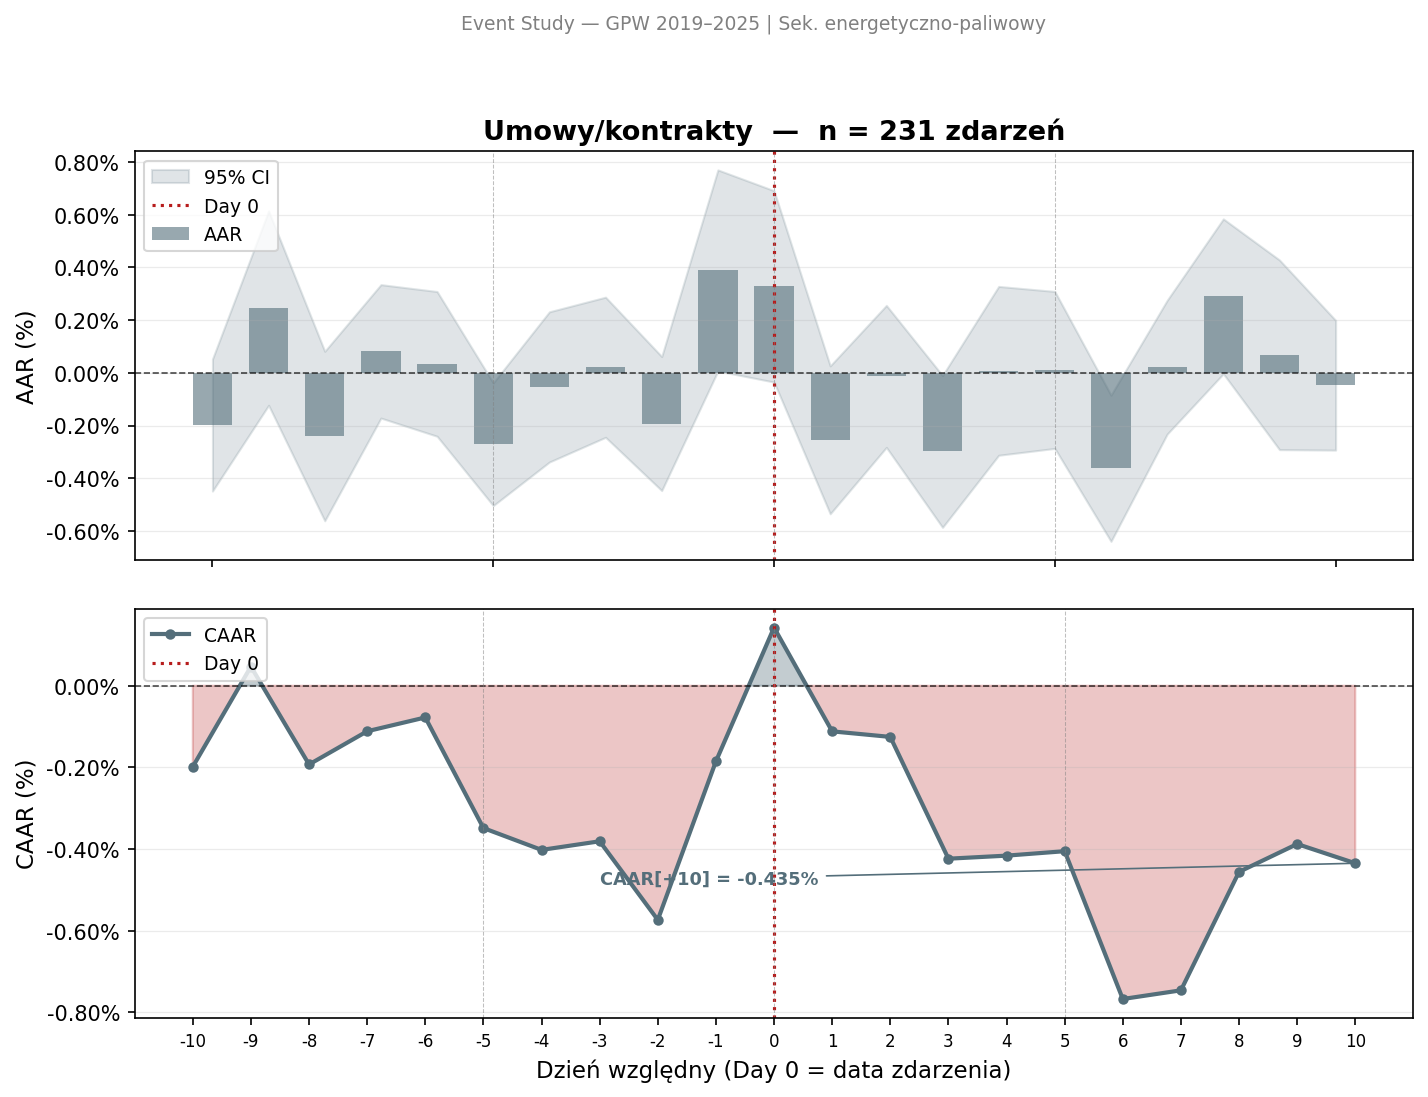 Event Study — GPW 2019–2025 | Sek. energetyczno-paliwowy
Umowy/kontrakty — n = 231 zdarzeń
0.80%
0.60%
0.40%
0.20%
0.00%
-0.20%
-0.40%
-0.60%
AAR (%)
95% CI
Day 0
AAR
0.00%
-0.20%
-0.40%
-0.60%
-0.80%
CAAR (%)
CAAR
Day 0
CAAR[+10] = -0.435%
-10 -9 -8 -7 -6 -5 -4 -3 -2 -1 0 1 2 3 4 5 6 7 8 9 10
Dzień względny (Day 0 = data zdarzenia)